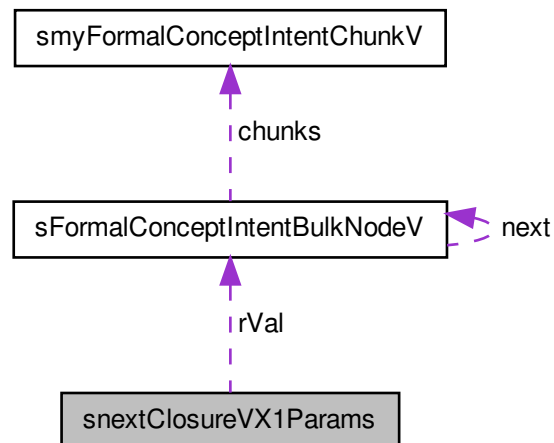 smyFormalConceptIntentChunkV
chunks
sFormalConceptIntentBulkNodeV
next
rVal
snextClosureVX1Params